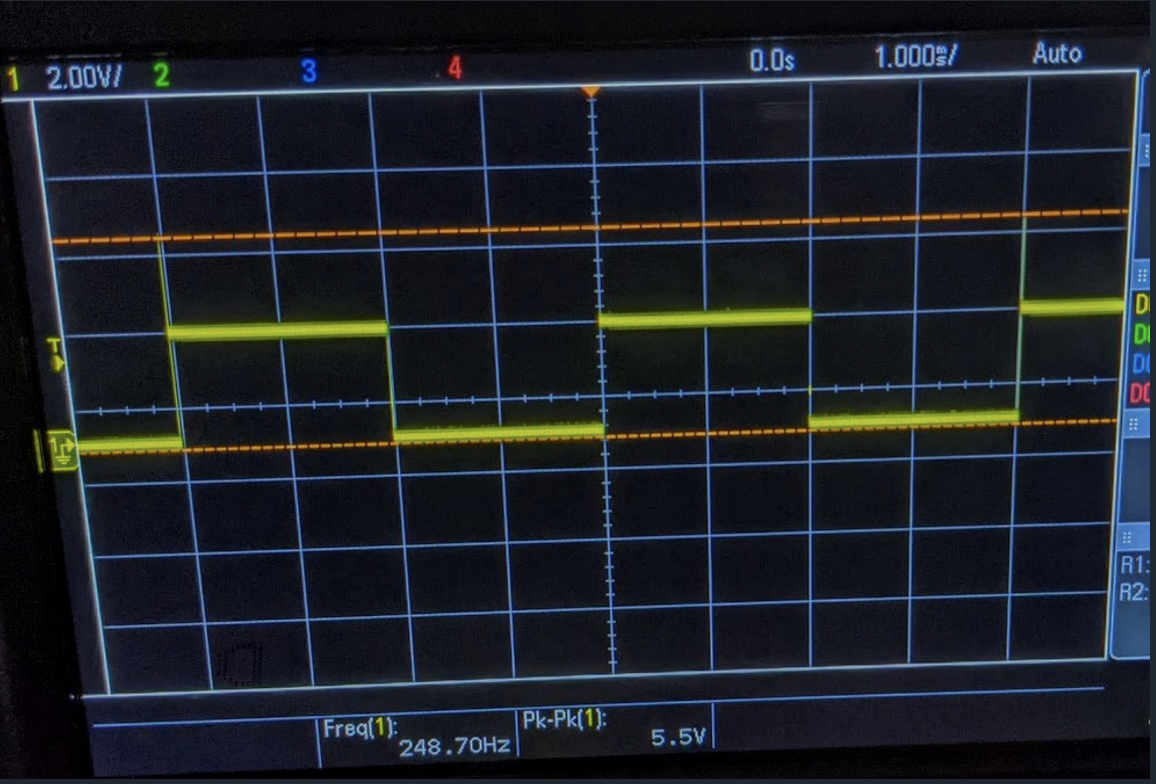 1 2.00V/ 2 3 4 0.0s 1.000ms/ Auto
T
D
1
D
D
D
R1:
R2:
Freq(1): Pk-Pk(1):
248.70Hz 5.5V